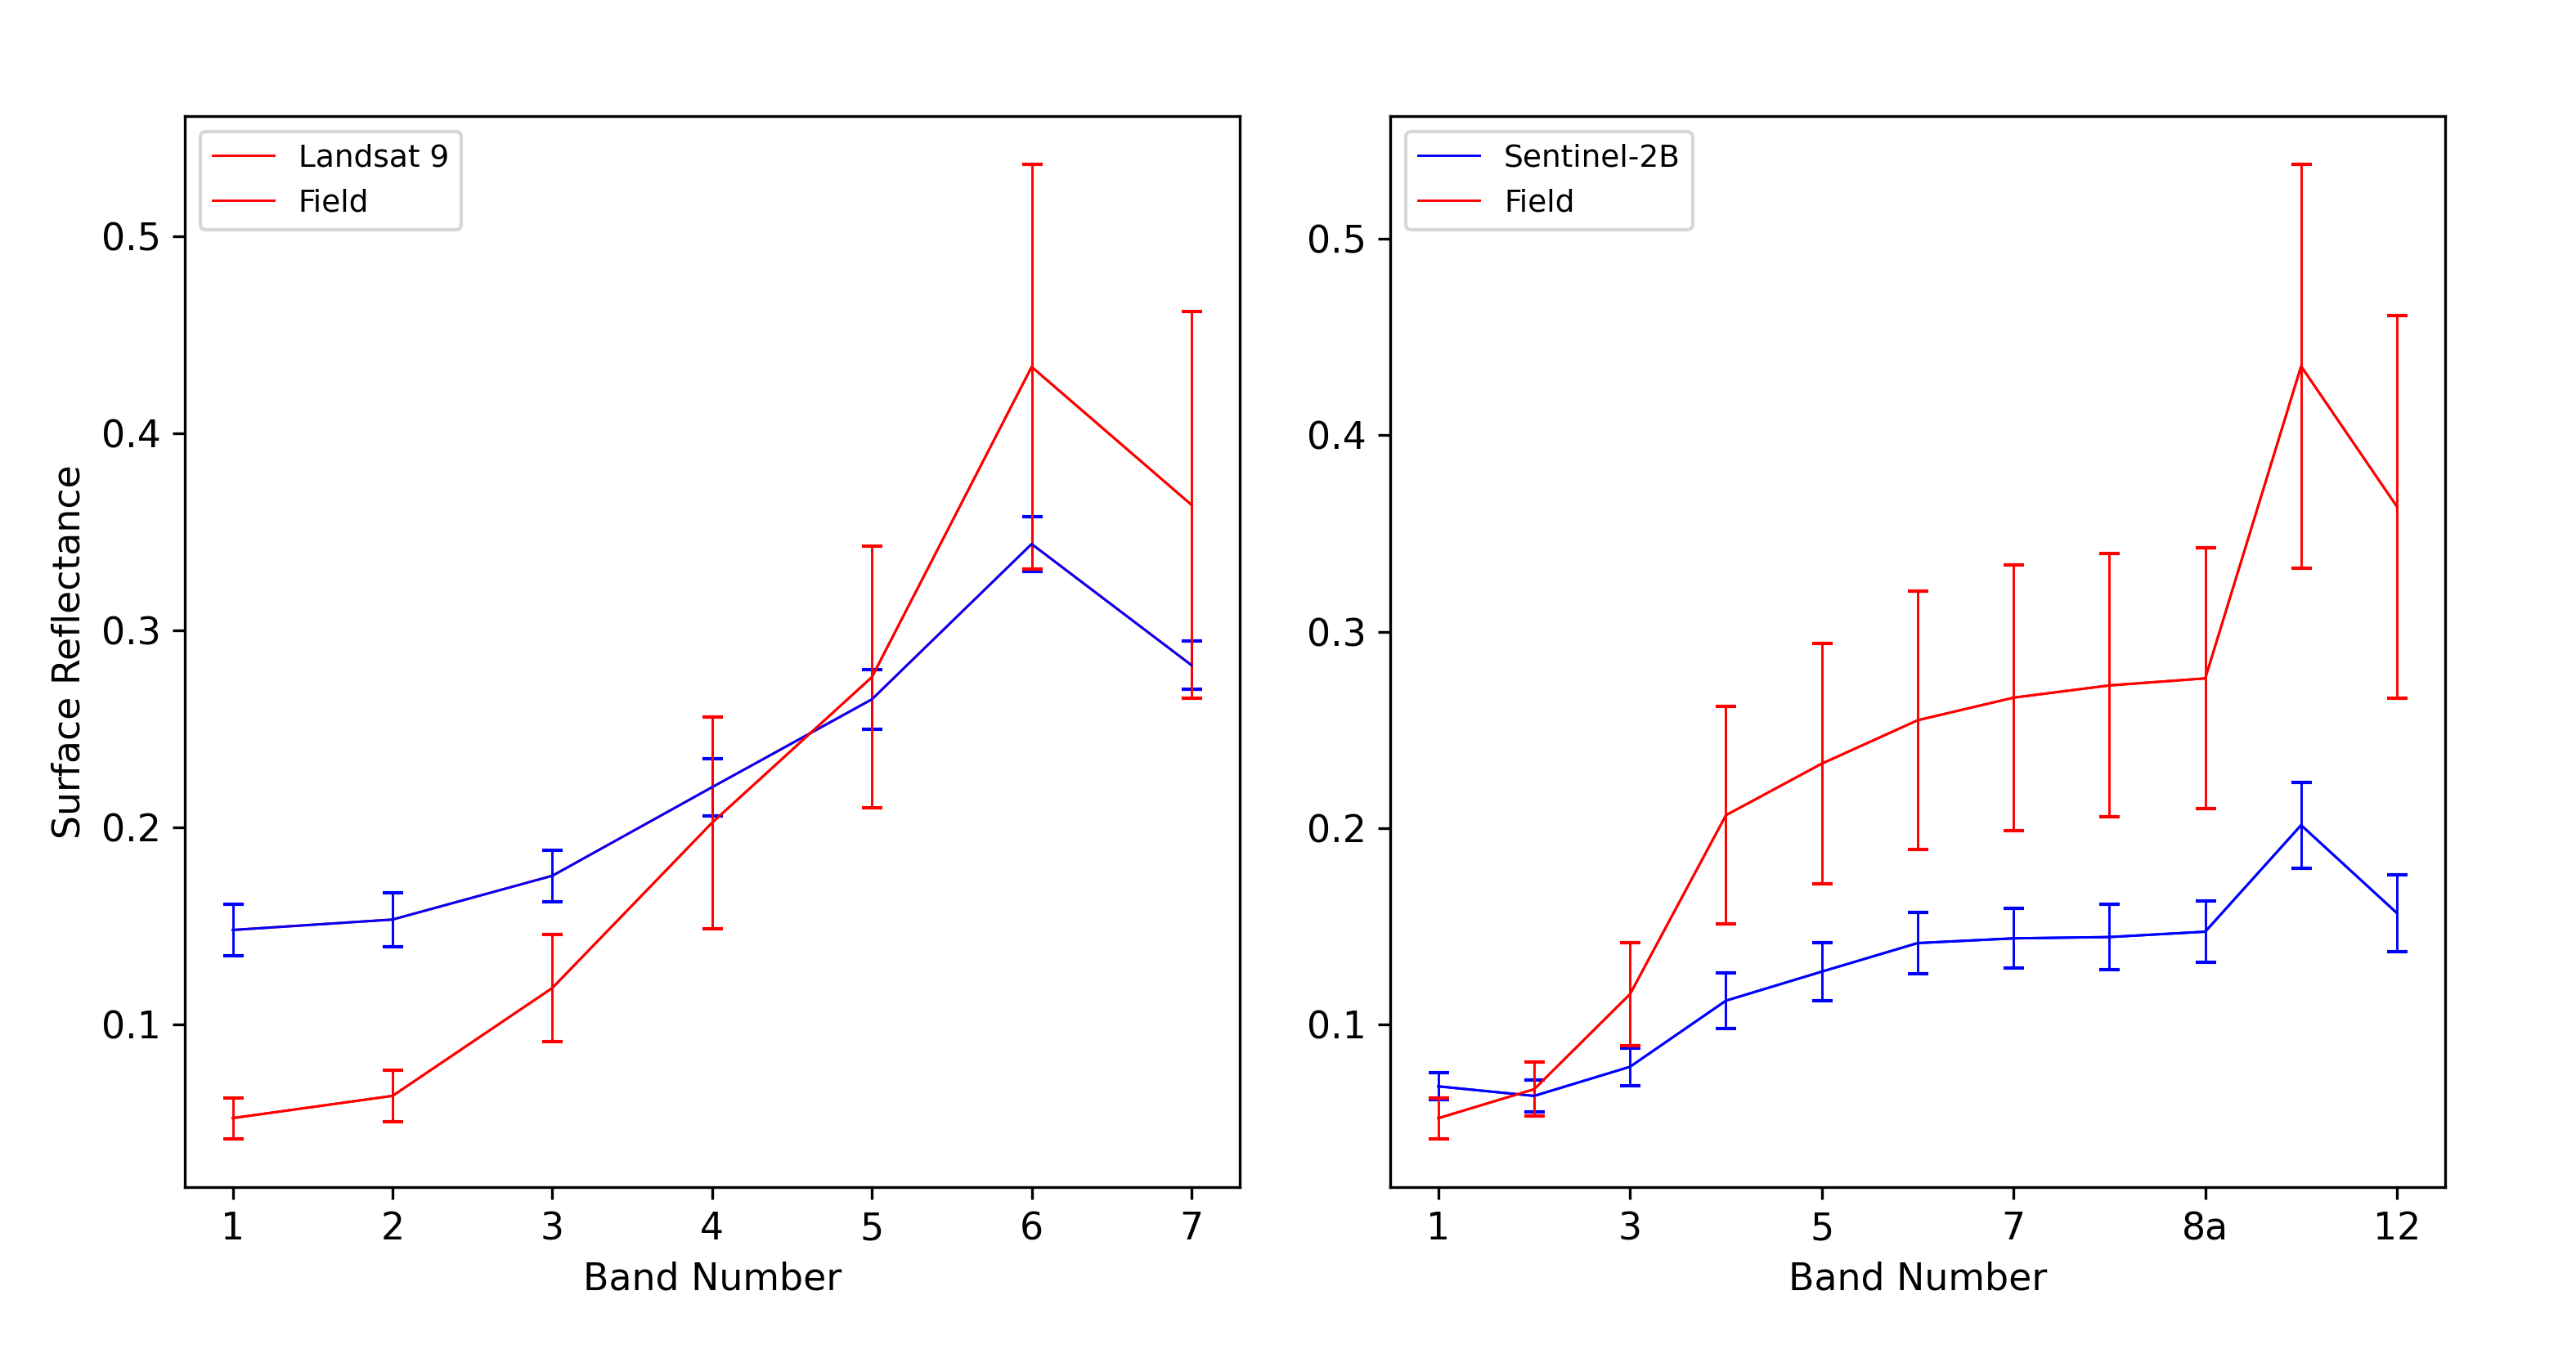 Landsat 9
Field
0.5
0.4
0.3
0.2
0.1
Surface Reflectance
1 2 3 4 5 6 7
Band Number
Sentinel-2B
Field
0.5
0.4
0.3
0.2
0.1
1 3 5 7 8a 12
Band Number